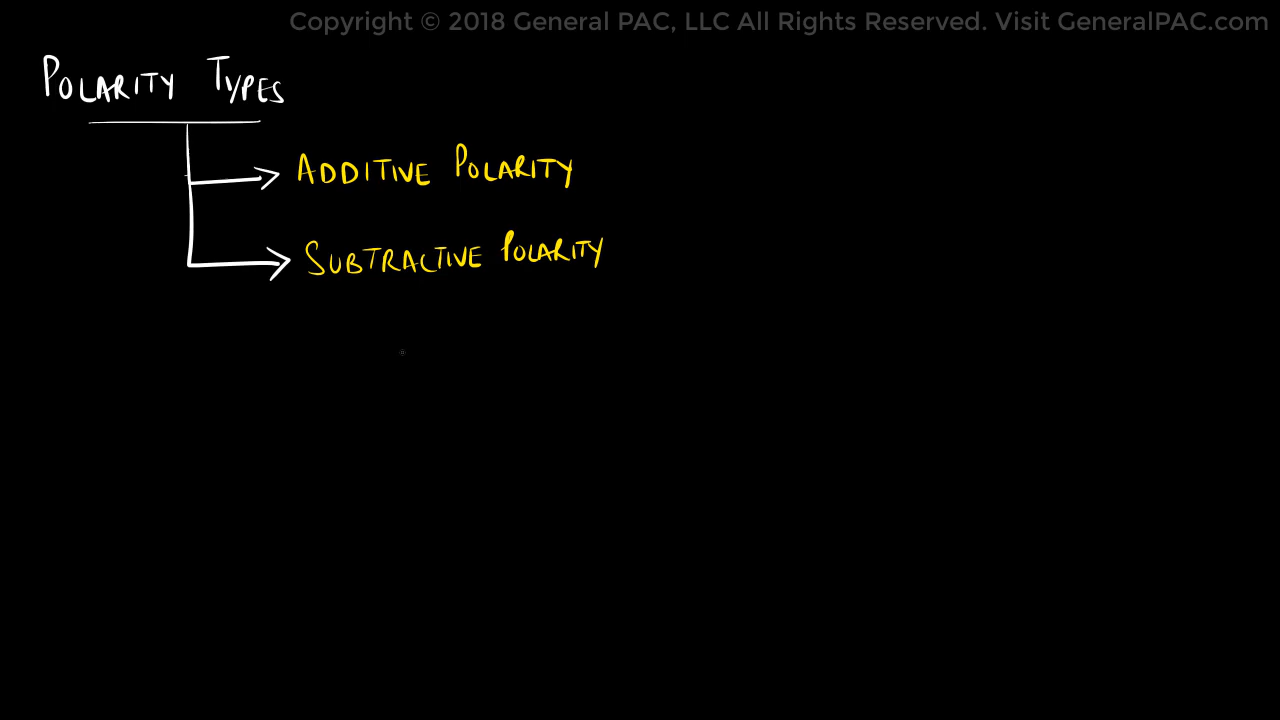 Copyright © 2018 General PAC, LLC All Rights Reserved. Visit GeneralPAC.com
POLARITY TYPES
ADDITIVE POLARITY
SUBTRACTIVE POLARITY